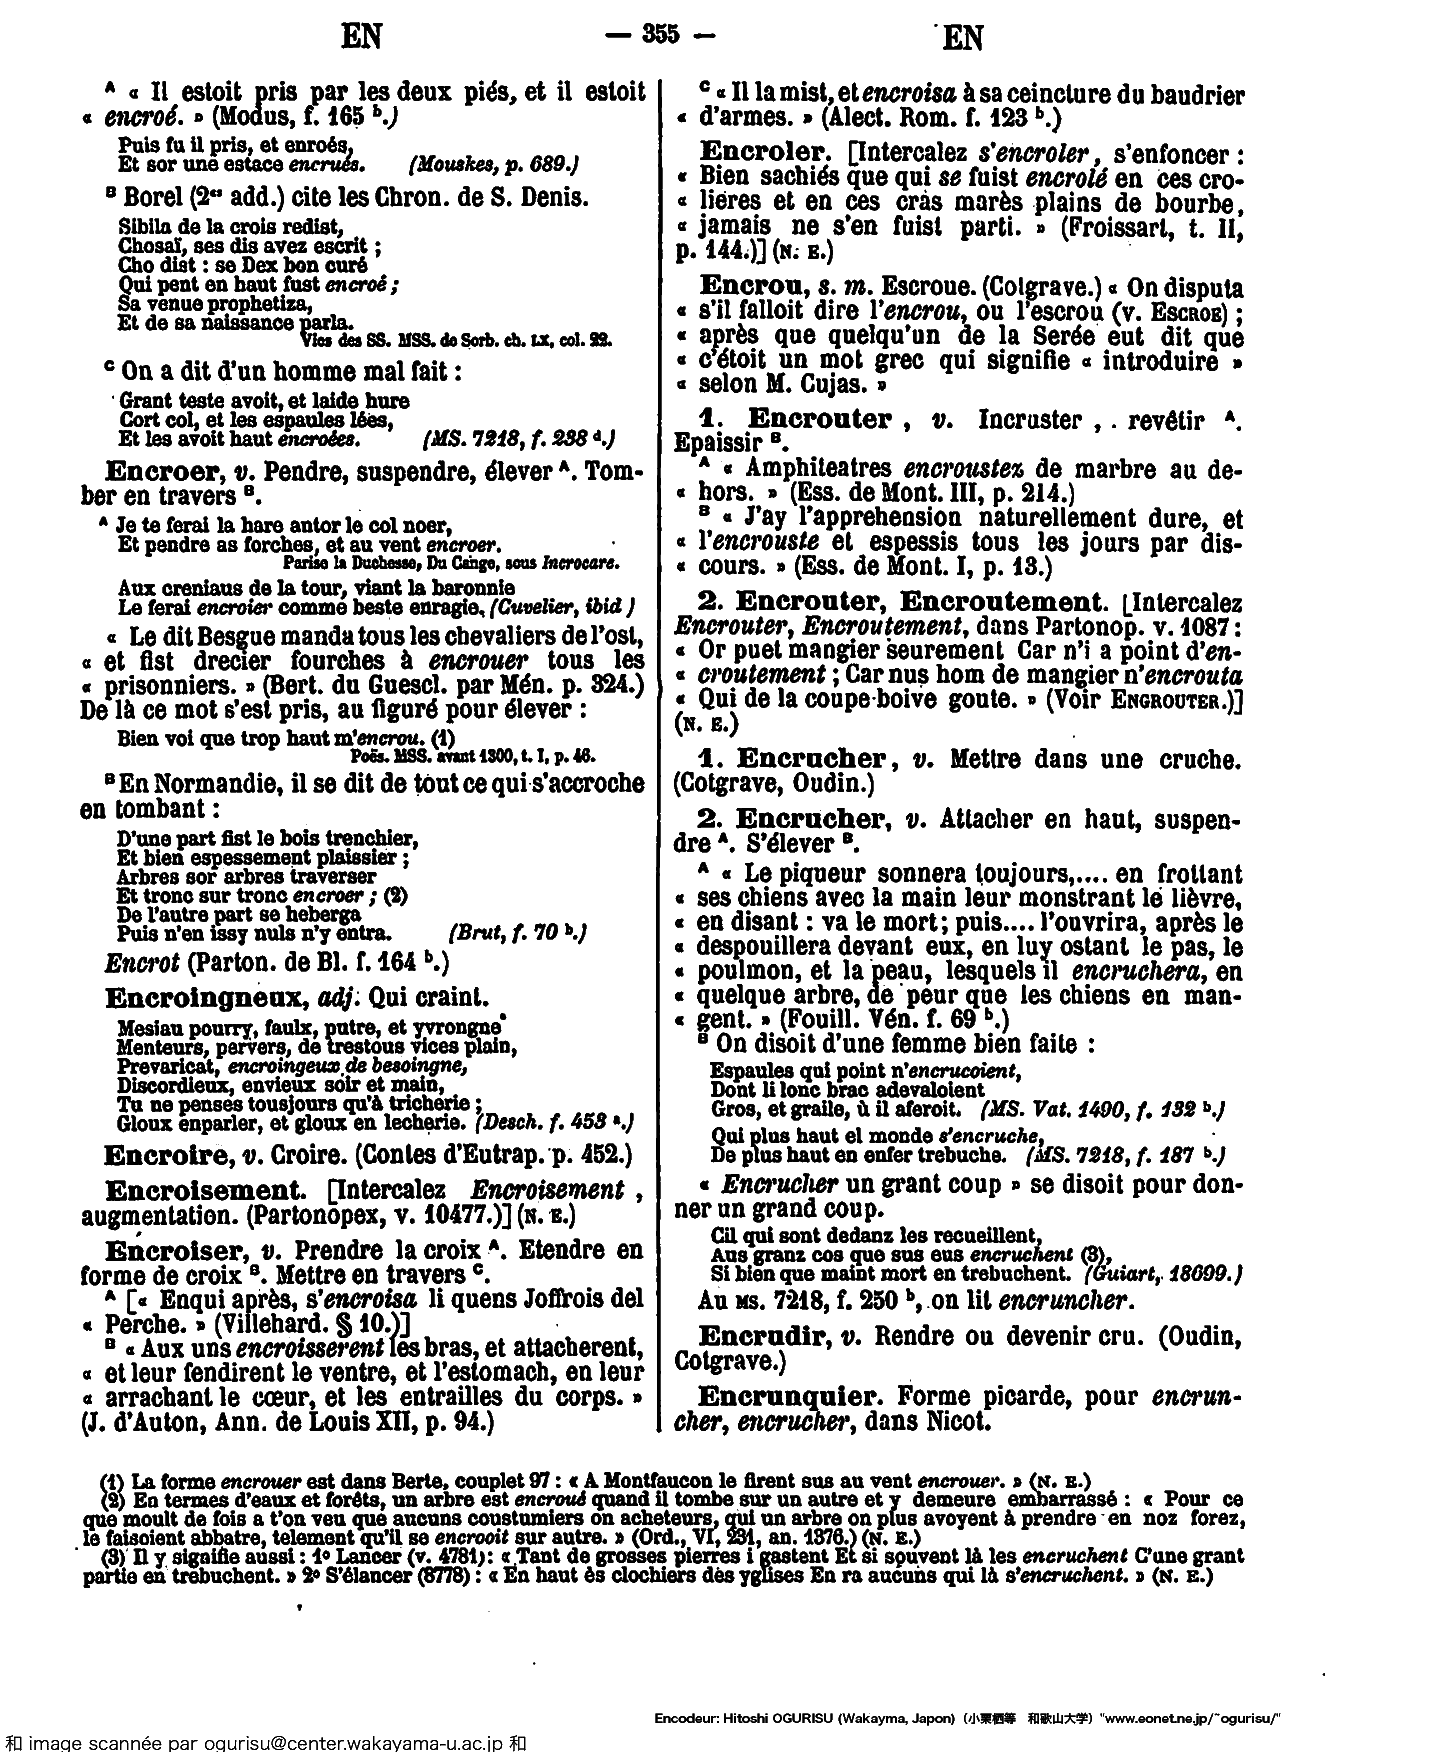 EN — 355 — EN
ᴬ « Il estoit pris par les deux piés, et il estoit
« encroé. » (Modus, f. 165 ᵇ.)
Puis fu il pris, et enroés,
Et sor une estace encrués. (Mouskes, p. 689.)
ᴮ Borel (2ᵉˢ add.) cite les Chron. de S. Denis.
Sibila de la crois redist,
Chosaï, ses dis avez escrit ;
Cho dist : se Dex bon curé
Qui pent en haut fust encroé ;
Sa venue prophetiza,
Et de sa naissance parla.
Vies des SS. MSS. de Sorb. ch. LX, col. 22.
ᶜ On a dit d'un homme mal fait :
Grant teste avoit, et laide hure
Cort col, et les espaules lées,
Et les avoit haut encroées. (MS. 7218, f. 238 ᵈ.)
Encroer, v. Pendre, suspendre, élever ᴬ. Tom-
ber en travers ᴮ.
ᴬ Je te ferai la hare antor le col noer,
Et pendre as forches, et au vent encroer.
Parise la Duchesse, Du Cange, sous Incrocare.
Aux creniaus de la tour, viant la baronnie
Le ferai encroier comme beste enragie. (Cuvelier, ibid )
« Le dit Besgue manda tous les chevaliers de l'ost,
« et fist drecier fourches à encrouer tous les
« prisonniers. » (Bert. du Guescl. par Mén. p. 324.)
De là ce mot s'est pris, au figuré pour élever :
Bien voi que trop haut m'encrou. (1)
Poës. MSS. avant 1300, t. I, p. 46.
ᴮ En Normandie, il se dit de tout ce qui s'accroche
en tombant :
D'une part fist le bois trenchier,
Et bien espessement plaissier ;
Arbres sor arbres traverser
Et tronc sur tronc encroer ; (2)
De l'autre part se heberga
Puis n'en issy nuls n'y entra. (Brut, f. 70 ᵇ.)
Encrot (Parton. de Bl. f. 164 ᵇ.)
Encroingneux, adj. Qui craint.
Mesiau pourry, faulx, putre, et yvrongne
Menteurs, pervers, de trestous vices plain,
Prevaricat, encroingeux de besoingne,
Discordieux, envieux soir et main,
Tu ne penses tousjours qu'à tricherie ;
Gloux enparler, et gloux en lecherie. (Desch. f. 453 ᵃ.)
Encroire, v. Croire. (Contes d'Eutrap. p. 452.)
Encroisement. [Intercalez Encroisement ,
augmentation. (Partonopex, v. 10477.)] (N. E.)
Encroiser, v. Prendre la croix ᴬ. Etendre en
forme de croix ᴮ. Mettre en travers ᶜ.
ᴬ [« Enqui après, s'encroisa li quens Joffrois del
« Perche. » (Villehard. § 10.)]
ᴮ « Aux uns encroisserent les bras, et attacherent,
« et leur fendirent le ventre, et l'estomach, en leur
« arrachant le cœur, et les entrailles du corps. »
(J. d'Auton, Ann. de Louis XII, p. 94.)
ᶜ « Il la mist, et encroisa à sa ceincture du baudrier
« d'armes. » (Alect. Rom. f. 123 ᵇ.)
Encroler. [Intercalez s'encroler , s'enfoncer :
« Bien sachiés que qui se fuist encrolé en ces cro-
« lieres et en ces cras marès plains de bourbe,
« jamais ne s'en fuist parti. » (Froissart, t. II,
p. 144.)] (N. E.)
Encrou, s. m. Escroue. (Cotgrave.) « On disputa
« s'il falloit dire l'encrou, ou l'escrou (v. ESCROE) ;
« après que quelqu'un de la Serée eut dit que
« c'étoit un mot grec qui signifie « introduire »
« selon M. Cujas. »
1. Encrouter , v. Incruster , . revêtir ᴬ.
Epaissir ᴮ.
ᴬ « Amphiteatres encroustez de marbre au de-
« hors. » (Ess. de Mont. III, p. 214.)
ᴮ « J'ay l'apprehension naturellement dure, et
« l'encrouste et espessis tous les jours par dis-
« cours. » (Ess. de Mont. I, p. 13.)
2. Encrouter, Encroutement. [Intercalez
Encrouter, Encroutement, dans Partonop. v. 1087 :
« Or puet mangier seurement Car n'i a point d'en-
« croutement ; Car nus hom de mangier n'encrouta
« Qui de la coupe boive goute. » (Voir ENGROUTER.)]
(N. E.)
1. Encrucher , v. Mettre dans une cruche.
(Cotgrave, Oudin.)
2. Encrucher, v. Attacher en haut, suspen-
dre ᴬ. S'élever ᴮ.
ᴬ « Le piqueur sonnera toujours,.... en frottant
« ses chiens avec la main leur monstrant le lièvre,
« en disant : va le mort ; puis.... l'ouvrira, après le
« despouillera devant eux, en luy ostant le pas, le
« poulmon, et la peau, lesquels il encruchera, en
« quelque arbre, de peur que les chiens en man-
« gent. » (Fouill. Vén. f. 69 ᵇ.)
ᴮ On disoit d'une femme bien faite :
Espaules qui point n'encrucoient,
Dont li lonc brac adevaloient
Gros, et graile, ù il aferoit. (MS. Vat. 1490, f. 132 ᵇ.)
Qui plus haut el monde s'encruche,
De plus haut en enfer trebuche. (MS. 7218, f. 187 ᵇ.)
« Encrucher un grant coup » se disoit pour don-
ner un grand coup.
Cil qui sont dedanz les recueillent,
Aus granz cos que sus eus encruchent (3),
Si bien que maint mort en trebuchent. (Guiart, 18699.)
Au MS. 7218, f. 250 ᵇ, on lit encruncher.
Encrudir, v. Rendre ou devenir cru. (Oudin,
Cotgrave.)
Encrunquier. Forme picarde, pour encrun-
cher, encrucher, dans Nicot.
(1) La forme encrouer est dans Berte, couplet 97 : « A Montfaucon le firent sus au vent encrouer. » (N. E.)
(2) En termes d'eaux et forêts, un arbre est encroué quand il tombe sur un autre et y demeure embarrassé : « Pour ce
que moult de fois a t'on veu que aucuns coustumiers on acheteurs, qui un arbre on plus avoyent à prendre en noz forez,
le faisoient abbatre, telement qu'il se encrooit sur autre. » (Ord., VI, 231, an. 1376.) (N. E.)
(3) Il y signifie aussi : 1º Lancer (v. 4781) : « Tant de grosses pierres i gastent Et si souvent là les encruchent C'une grant
partie en trebuchent. » 2º S'élancer (8778) : « En haut ès clochiers des yglises En ra aucuns qui là s'encruchent. » (N. E.)
Encodeur: Hitoshi OGURISU (Wakayma, Japon) (小栗栖等 和歌山大学) "www.eonet.ne.jp/~ogurisu/"
和 image scannée par ogurisu@center.wakayama-u.ac.jp 和